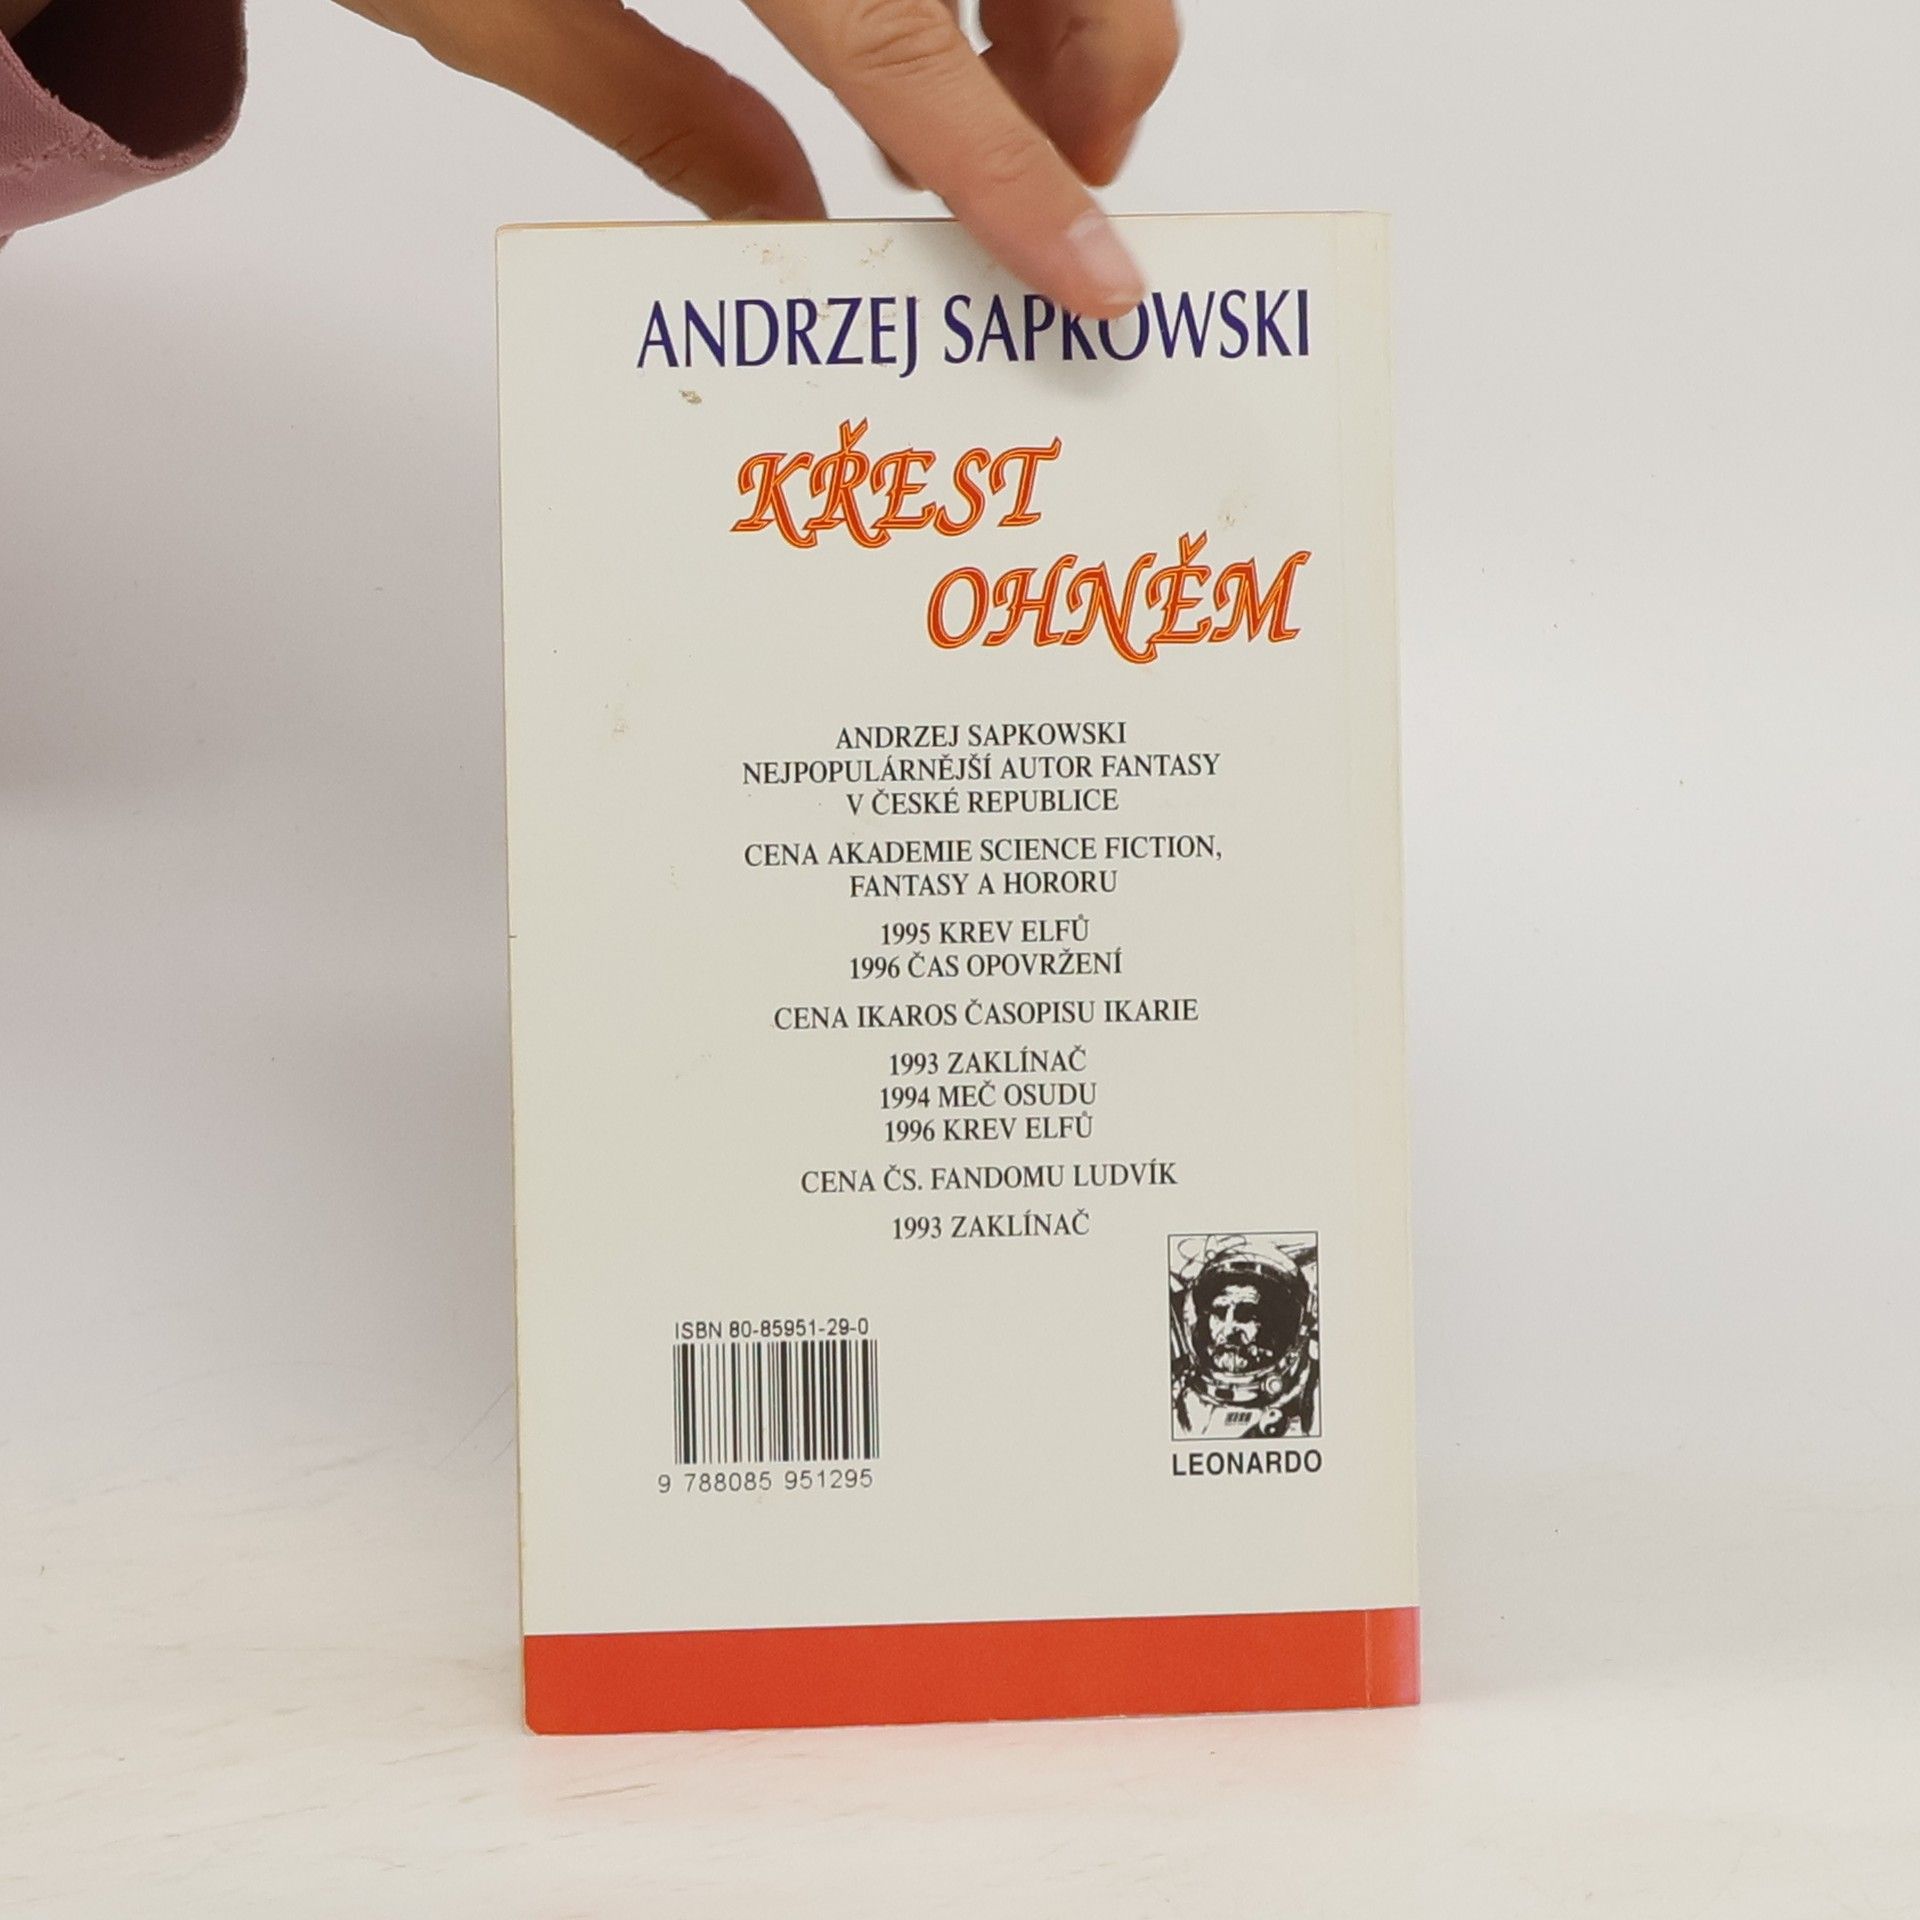 ANDRZEJ SAPKOWSKI
KŘEST
OHNĚM
ANDRZEJ SAPKOWSKI
NEJPOPULÁRNĚJŠÍ AUTOR FANTASY
V ČESKÉ REPUBLICE
CENA AKADEMIE SCIENCE FICTION,
FANTASY A HORORU
1995 KREV ELFŮ
1996 ČAS OPOVRŽENÍ
CENA IKAROS ČASOPISU IKARIE
1993 ZAKLÍNAČ
1994 MEČ OSUDU
1996 KREV ELFŮ
CENA ČS. FANDOMU LUDVÍK
1993 ZAKLÍNAČ
ISBN 80-85951-29-0
9 788085 951295
LEONARDO